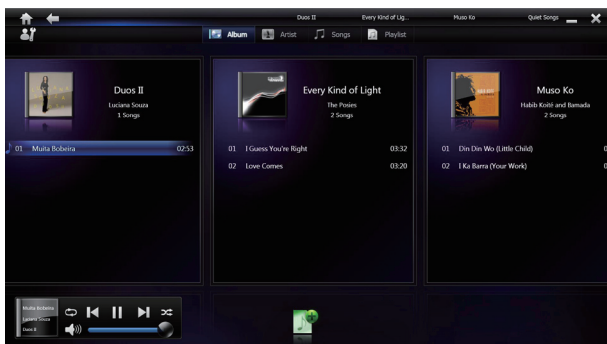 Duos II
Every Kind of Lig...
Muso Ko
Quiet Songs
Album
Artist
Songs
Playlist
Duos II
Luciana Souza
1 Songs
01 Muita Bobeira 02:53
Every Kind of Light
The Posies
2 Songs
01 I Guess You're Right 03:32
02 Love Comes 03:20
Muso Ko
Habib Koité and Bamada
2 Songs
01 Din Din Wo (Little Child) 0
02 I Ka Barra (Your Work) 0
Muita Bobeira
Luciana Souza
Duos II